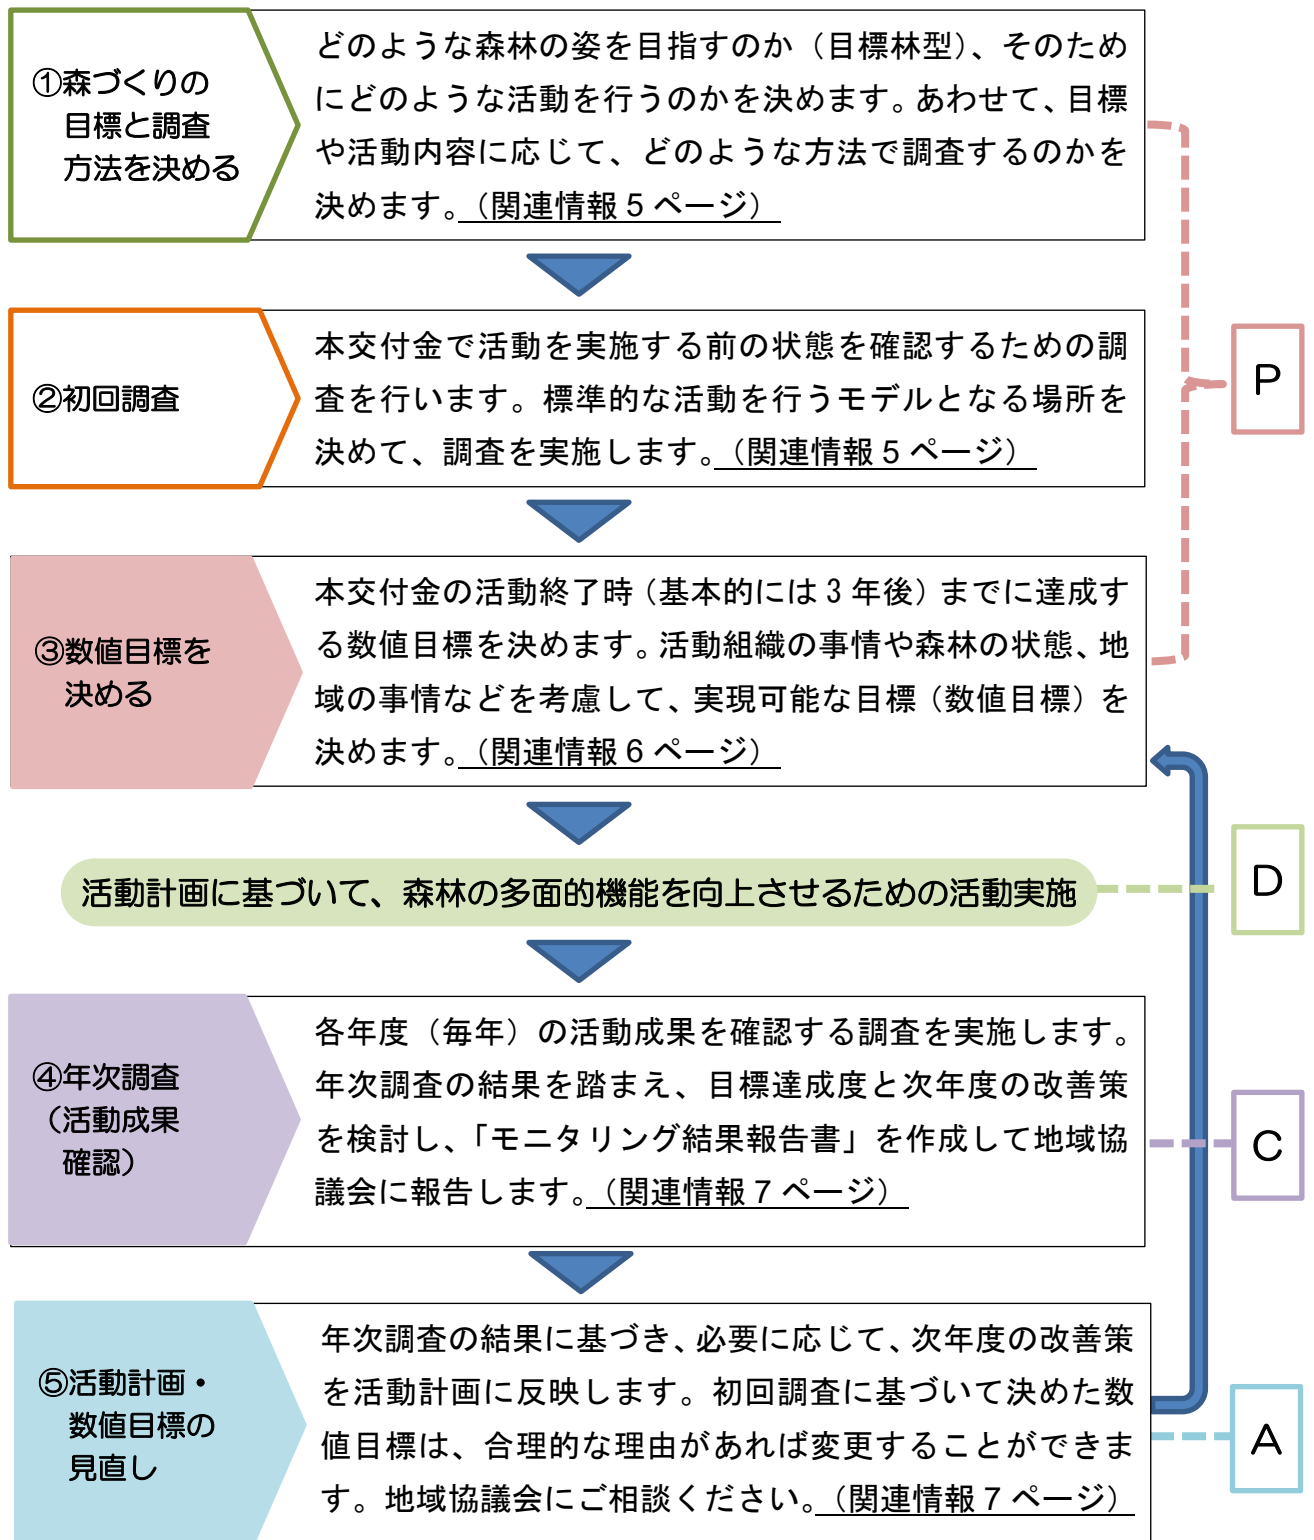 ①森づくりの
目標と調査
方法を決める
どのような森林の姿を目指すのか（目標林型）、そのため
にどのような活動を行うのかを決めます。あわせて、目標
や活動内容に応じて、どのような方法で調査するのかを
決めます。（関連情報５ページ）
②初回調査
本交付金で活動を実施する前の状態を確認するための調
査を行います。標準的な活動を行うモデルとなる場所を
決めて、調査を実施します。（関連情報５ページ）
P
③数値目標を
決める
本交付金の活動終了時（基本的には３年後）までに達成す
る数値目標を決めます。活動組織の事情や森林の状態、地
域の事情などを考慮して、実現可能な目標（数値目標）を
決めます。（関連情報６ページ）
活動計画に基づいて、森林の多面的機能を向上させるための活動実施
D
④年次調査
（活動成果
確認）
各年度（毎年）の活動成果を確認する調査を実施します。
年次調査の結果を踏まえ、目標達成度と次年度の改善策
を検討し、「モニタリング結果報告書」を作成して地域協
議会に報告します。（関連情報７ページ）
C
⑤活動計画・
数値目標の
見直し
年次調査の結果に基づき、必要に応じて、次年度の改善策
を活動計画に反映します。初回調査に基づいて決めた数
値目標は、合理的な理由があれば変更することができま
す。地域協議会にご相談ください。（関連情報７ページ）
A